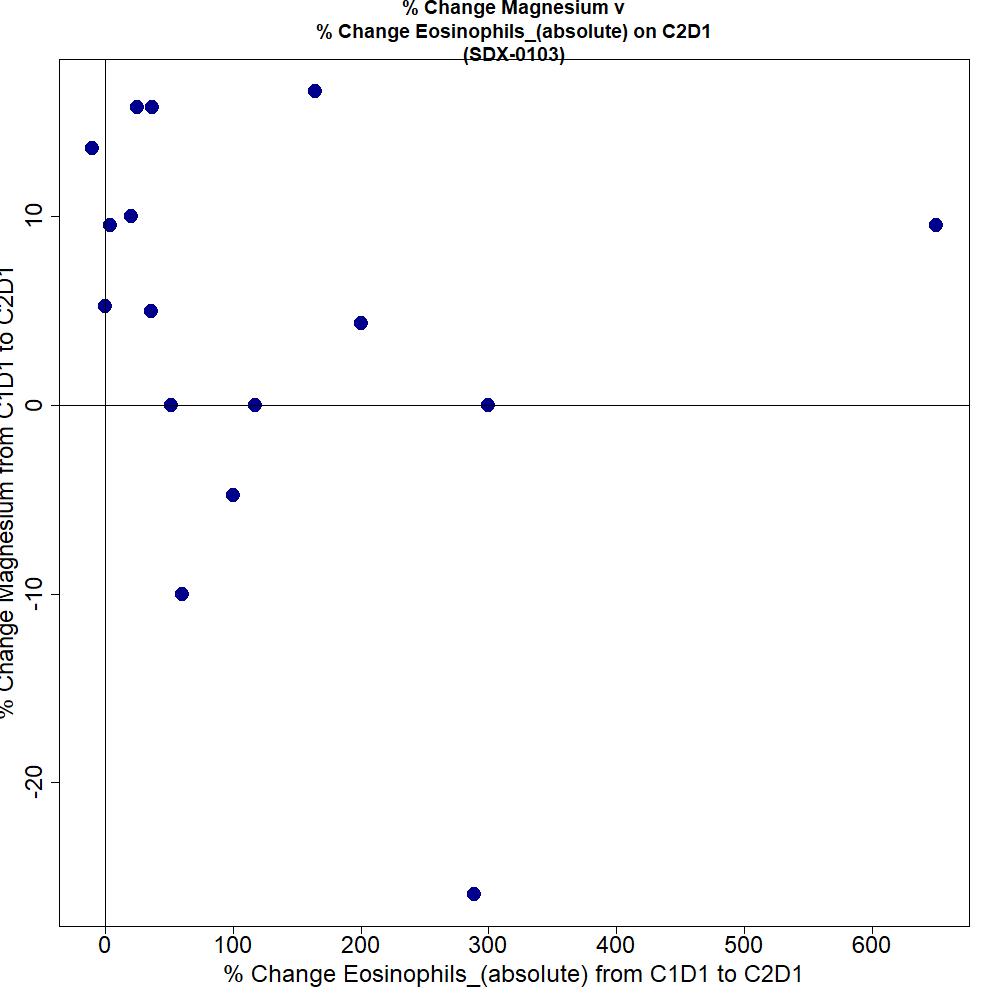 % Change Magnesium v
% Change Eosinophils_(absolute) on C2D1
(SDX-0103)
% Change Magnesium from C1D1 to C2D1
10
0
-10
-20
0 100 200 300 400 500 600
% Change Eosinophils_(absolute) from C1D1 to C2D1